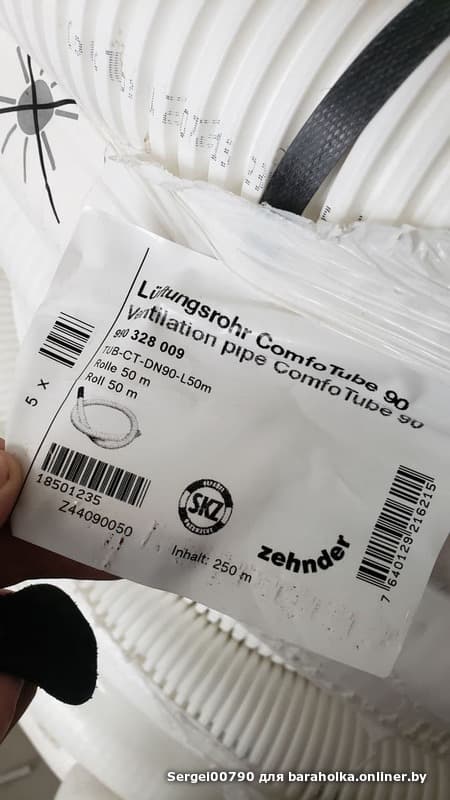 Lüftungsrohr ComfoTube 90
Ventilation pipe ComfoTube 90
990 328 009
TUB-CT-DN90-L50m
Rolle 50 m
Roll 50 m
5 x
18501235
Z44090050
SKZ
Inhalt: 250 m
zehnder
7 640129 216215
Sergel00790 для baraholka.onliner.by